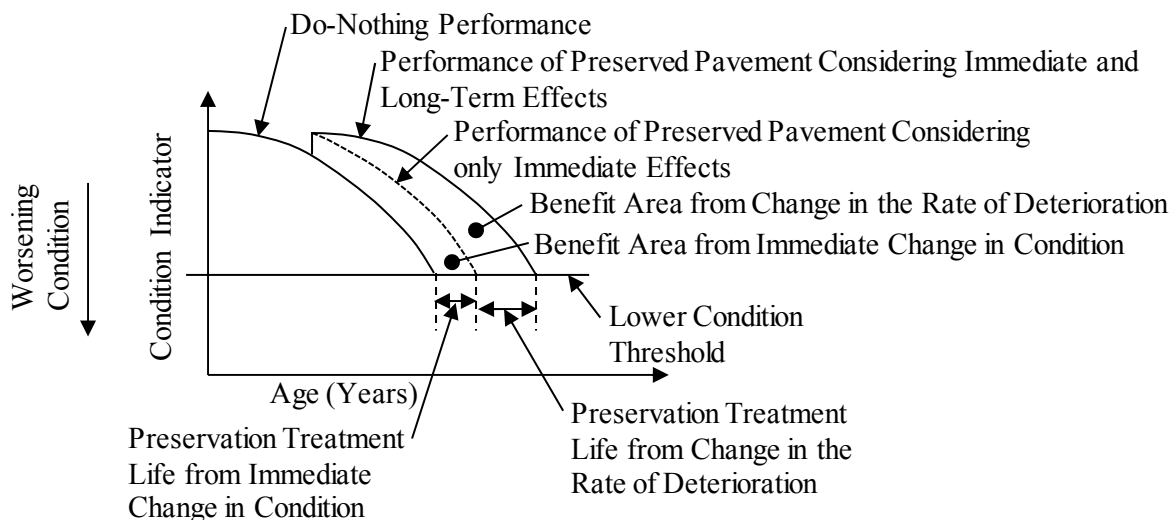 Do-Nothing Performance
Performance of Preserved Pavement Considering Immediate and
Long-Term Effects
Performance of Preserved Pavement Considering
only Immediate Effects
Benefit Area from Change in the Rate of Deterioration
Benefit Area from Immediate Change in Condition
Worsening
Condition
Condition Indicator
Lower Condition
Threshold
Age (Years)
Preservation Treatment
Life from Immediate
Change in Condition
Preservation Treatment
Life from Change in the
Rate of Deterioration